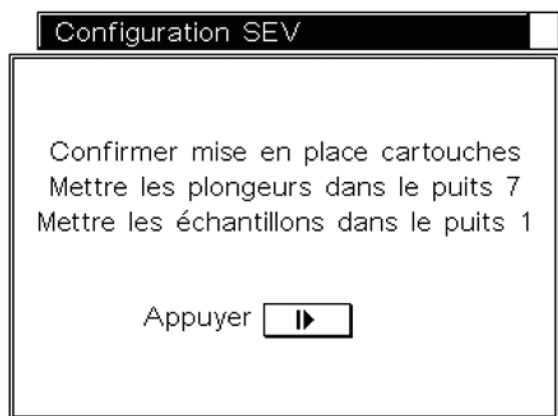 Configuration SEV
Confirmer mise en place cartouches
Mettre les plongeurs dans le puits 7
Mettre les échantillons dans le puits 1
Appuyer